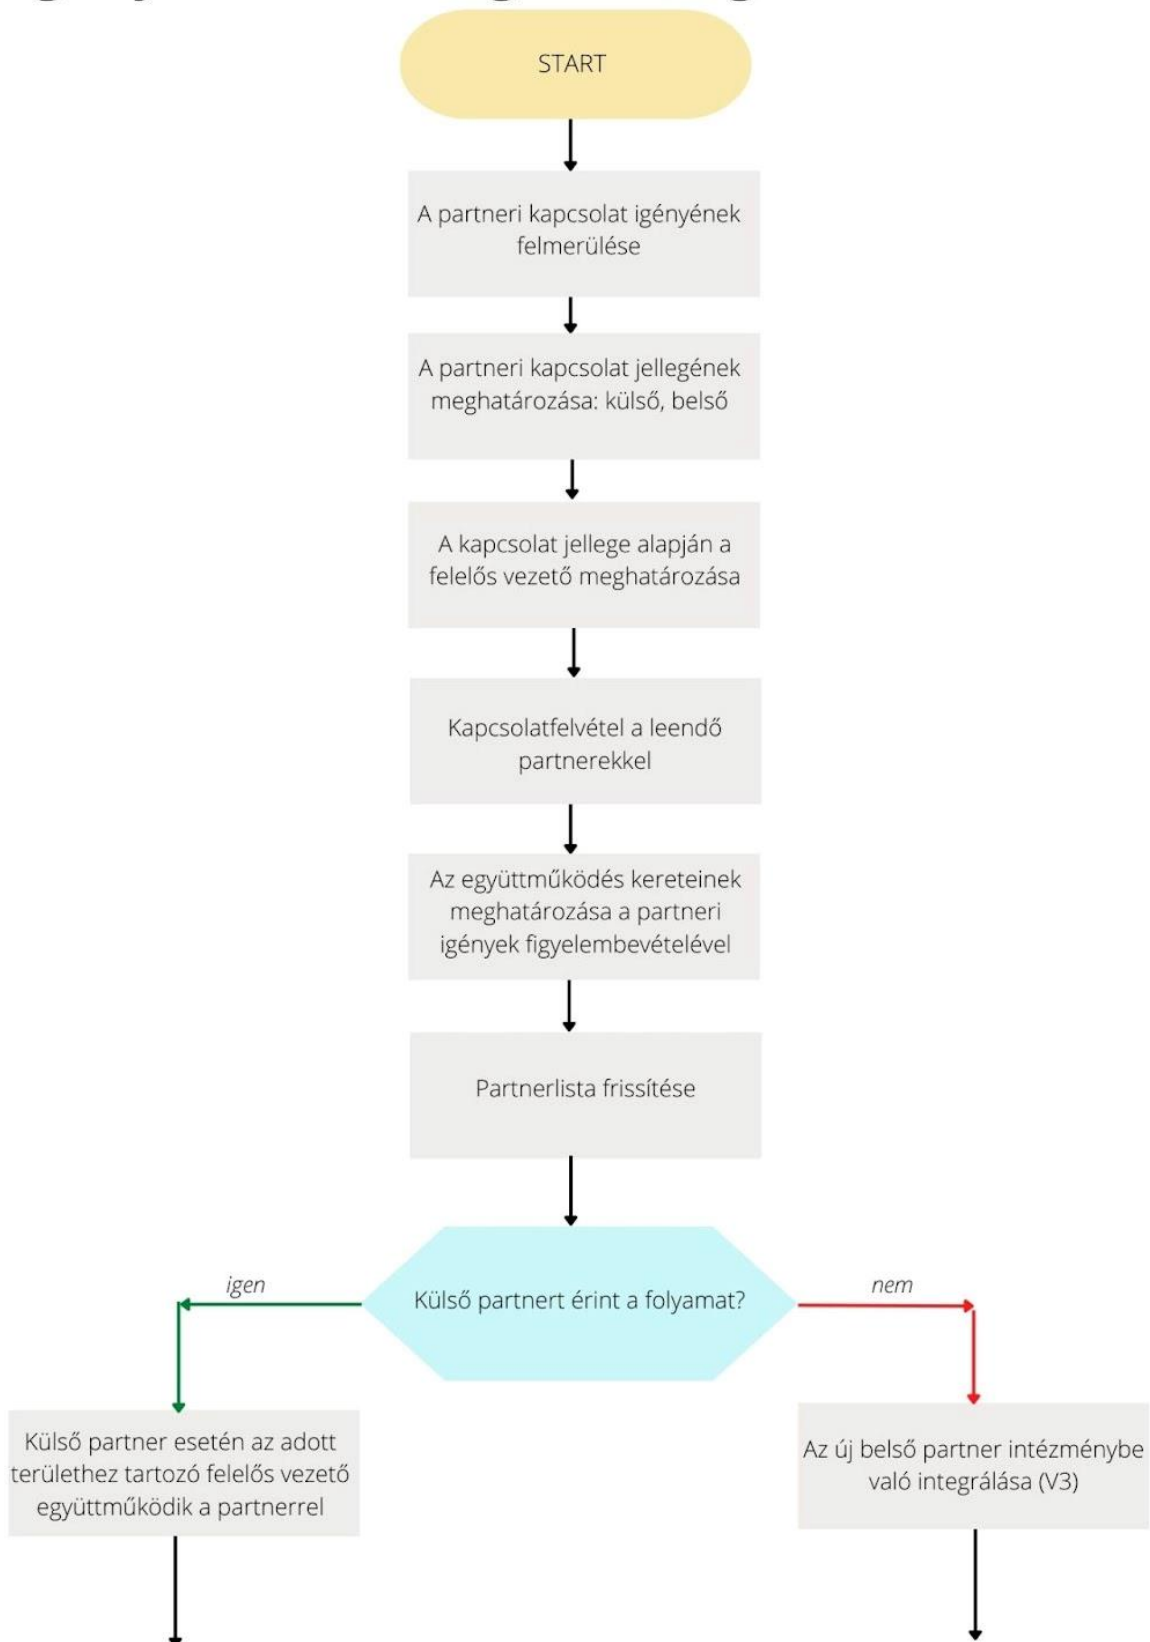 START
A partneri kapcsolat igényének
felmerülése
A partneri kapcsolat jellegének
meghatározása: külső, belső
A kapcsolat jellege alapján a
felelős vezető meghatározása
Kapcsolatfelvétel a leendő
partnerekkel
Az együttműködés kereteinek
meghatározása a partneri
igények figyelembevételével
Partnerlista frissítése
Külső partnert érint a folyamat?
igen
nem
Külső partner esetén az adott
területhez tartozó felelős vezető
együttműködik a partnerrel
Az új belső partner intézménybe
való integrálása (V3)